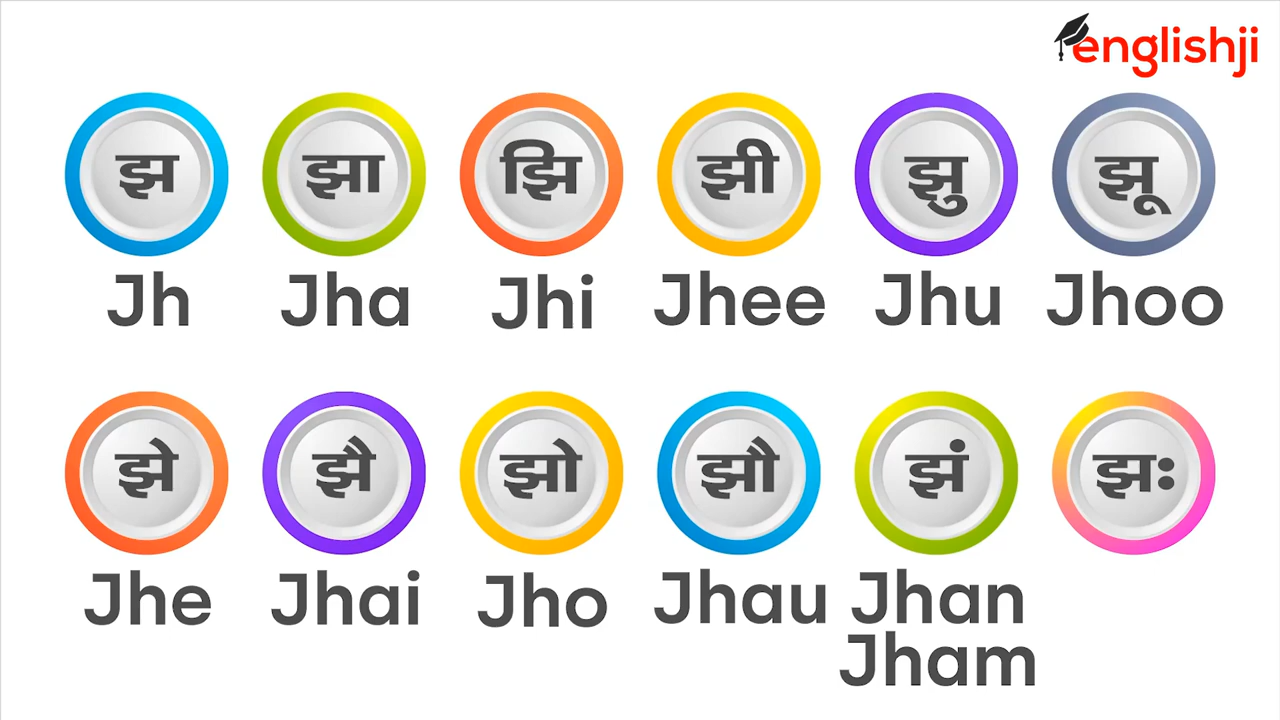 englishji
झ झा झि झी झु झू
Jh Jha Jhi Jhee Jhu Jhoo
झे झै झो झौ झं झः
Jhe Jhai Jho Jhau Jhan
Jham